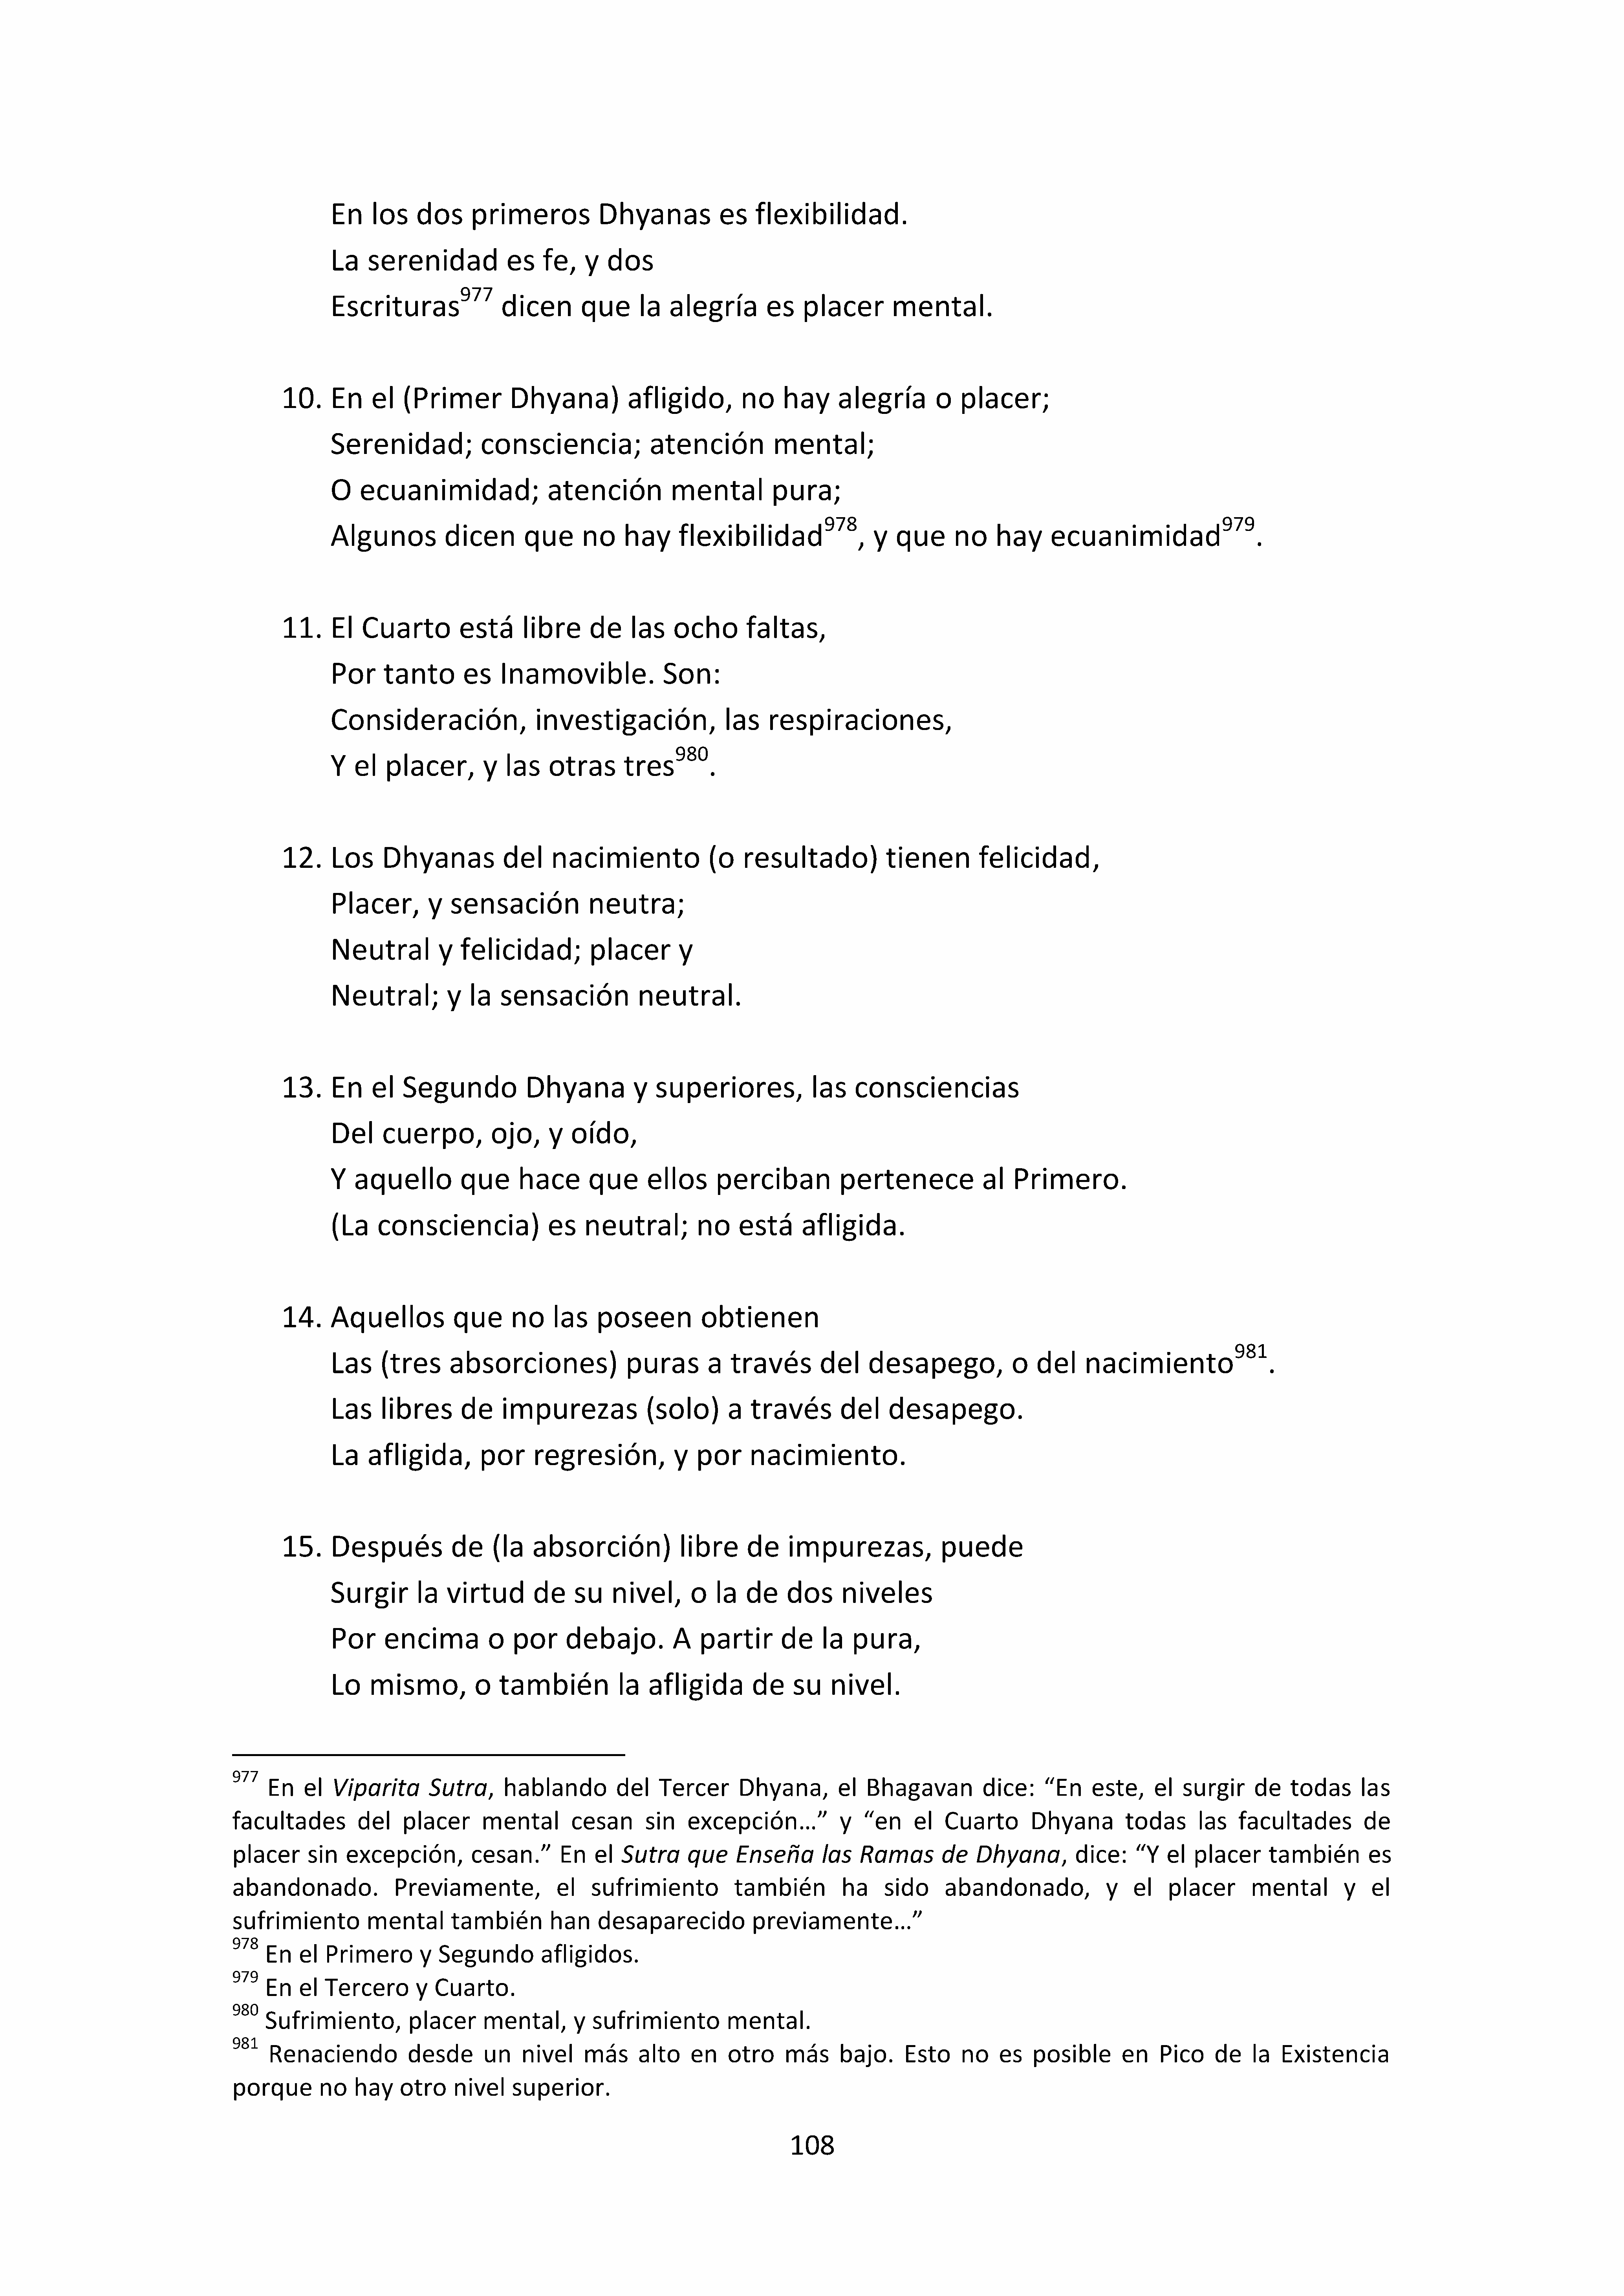 En los dos primeros Dhyanas es flexibilidad.
La serenidad es fe, y dos
Escrituras977 dicen que la alegría es placer mental.
10. En el (Primer Dhyana) afligido, no hay alegría o placer;
Serenidad; consciencia; atención mental;
O ecuanimidad; atención mental pura;
Algunos dicen que no hay flexibilidad978, y que no hay ecuanimidad979.
11. El Cuarto está libre de las ocho faltas,
Por tanto es Inamovible. Son:
Consideración, investigación, las respiraciones,
Y el placer, y las otras tres980.
12. Los Dhyanas del nacimiento (o resultado) tienen felicidad,
Placer, y sensación neutra;
Neutral y felicidad; placer y
Neutral; y la sensación neutral.
13. En el Segundo Dhyana y superiores, las consciencias
Del cuerpo, ojo, y oído,
Y aquello que hace que ellos perciban pertenece al Primero.
(La consciencia) es neutral; no está afligida.
14. Aquellos que no las poseen obtienen
Las (tres absorciones) puras a través del desapego, o del nacimiento981.
Las libres de impurezas (solo) a través del desapego.
La afligida, por regresión, y por nacimiento.
15. Después de (la absorción) libre de impurezas, puede
Surgir la virtud de su nivel, o la de dos niveles
Por encima o por debajo. A partir de la pura,
Lo mismo, o también la afligida de su nivel.
977 En el Viparita Sutra, hablando del Tercer Dhyana, el Bhagavan dice: “En este, el surgir de todas las
facultades del placer mental cesan sin excepción…” y “en el Cuarto Dhyana todas las facultades de
placer sin excepción, cesan.” En el Sutra que Enseña las Ramas de Dhyana, dice: “Y el placer también es
abandonado. Previamente, el sufrimiento también ha sido abandonado, y el placer mental y el
sufrimiento mental también han desaparecido previamente…”
978 En el Primero y Segundo afligidos.
979 En el Tercero y Cuarto.
980 Sufrimiento, placer mental, y sufrimiento mental.
981 Renaciendo desde un nivel más alto en otro más bajo. Esto no es posible en Pico de la Existencia
porque no hay otro nivel superior.
108